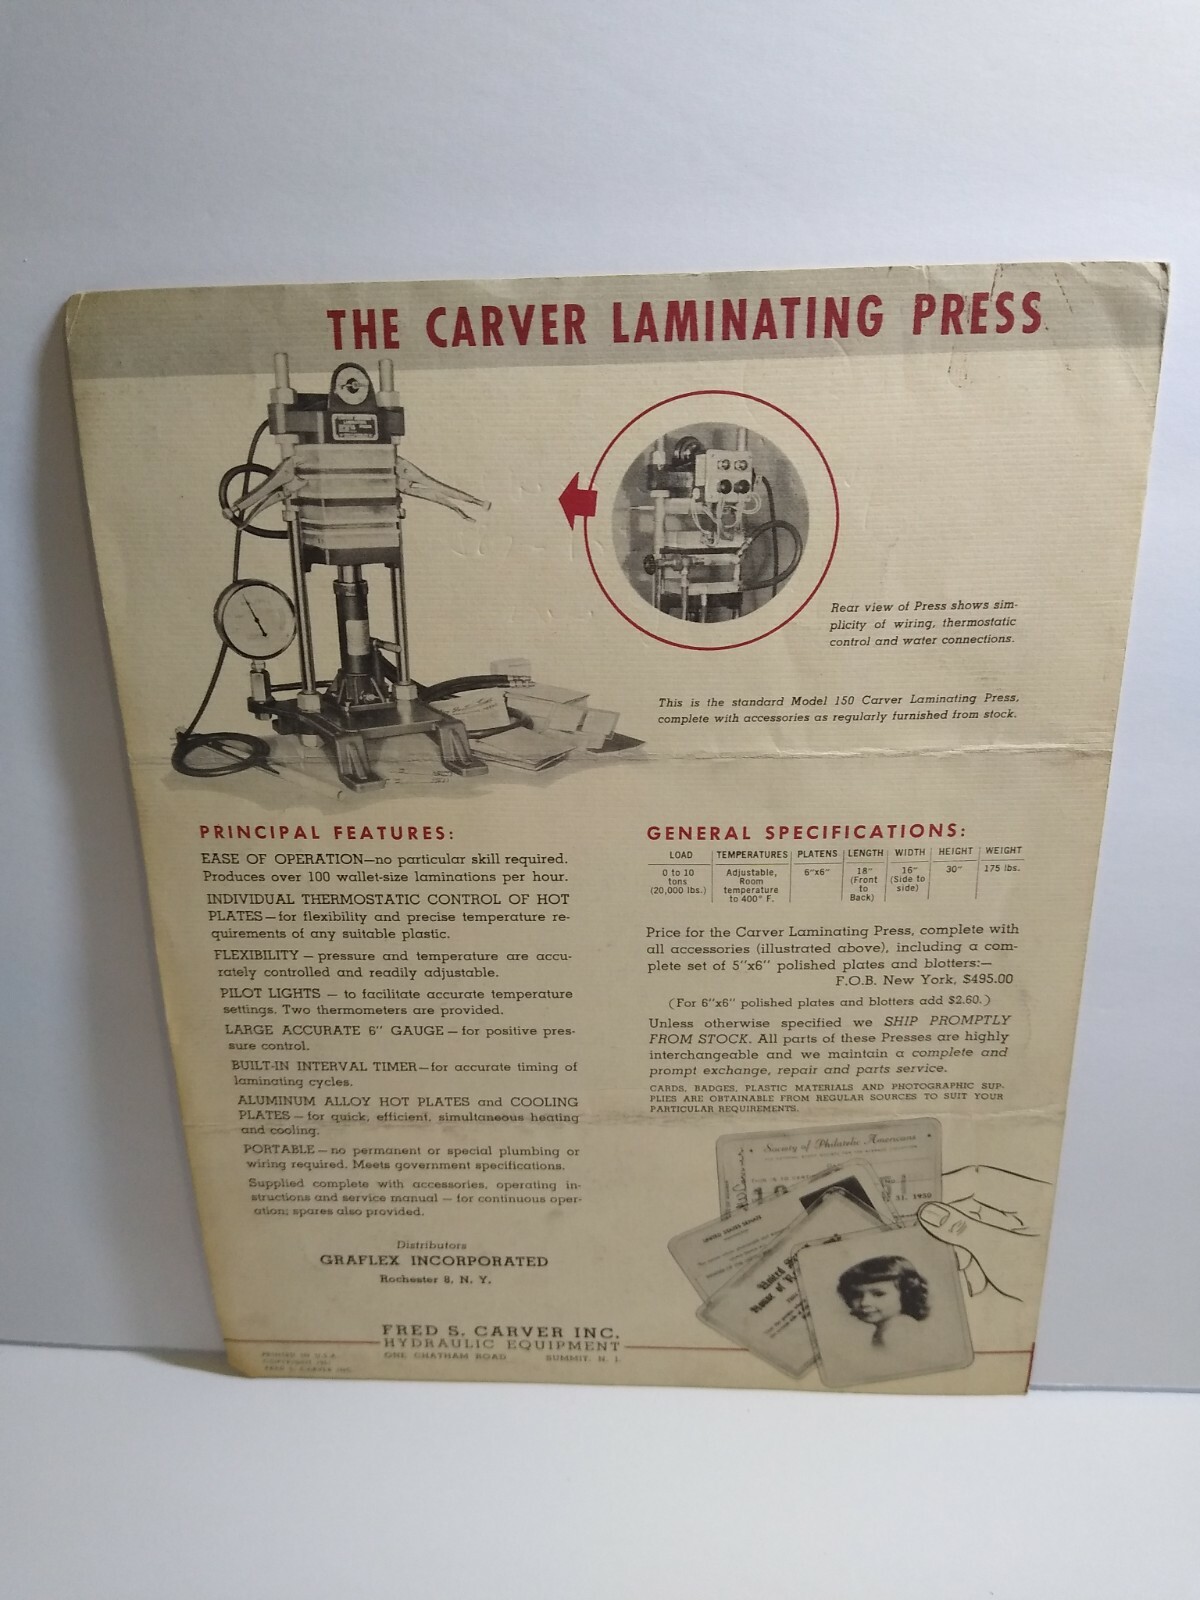 THE CARVER LAMINATING PRESS
Rear view of Press shows sim-
plicity of wiring, thermostatic
control and water connections.
This is the standard Model 150 Carver Laminating Press,
complete with accessories as regularly furnished from stock.
PRINCIPAL FEATURES:
EASE OF OPERATION—no particular skill required.
Produces over 100 wallet-size laminations per hour.
INDIVIDUAL THERMOSTATIC CONTROL OF HOT
PLATES—for flexibility and precise temperature re-
quirements of any suitable plastic.
FLEXIBILITY — pressure and temperature are accu-
rately controlled and readily adjustable.
PILOT LIGHTS — to facilitate accurate temperature
settings. Two thermometers are provided.
LARGE ACCURATE 6" GAUGE — for positive pres-
sure control.
BUILT-IN INTERVAL TIMER—for accurate timing of
laminating cycles.
ALUMINUM ALLOY HOT PLATES and COOLING
PLATES — for quick, efficient, simultaneous heating
and cooling.
PORTABLE — no permanent or special plumbing or
wiring required. Meets government specifications.
Supplied complete with accessories, operating in-
structions and service manual — for continuous oper-
ation; spares also provided.
Distributors
GRAFLEX INCORPORATED
Rochester 8, N. Y.
GENERAL SPECIFICATIONS:
LOAD TEMPERATURES PLATENS LENGTH WIDTH HEIGHT WEIGHT
0 to 10 Adjustable, 6"x6" 18" 16" 30" 175 lbs.
tons Room (Front (Side to
(20,000 lbs.) temperature to side)
to 400° F. Back)
Price for the Carver Laminating Press, complete with
all accessories (illustrated above), including a com-
plete set of 5"x6" polished plates and blotters:—
F.O.B. New York, $495.00
(For 6"x6" polished plates and blotters add $2.60.)
Unless otherwise specified we SHIP PROMPTLY
FROM STOCK. All parts of these Presses are highly
interchangeable and we maintain a complete and
prompt exchange, repair and parts service.
CARDS, BADGES, PLASTIC MATERIALS AND PHOTOGRAPHIC SUP-
PLIES ARE OBTAINABLE FROM REGULAR SOURCES TO SUIT YOUR
PARTICULAR REQUIREMENTS.
Society of Philatelic Americans
31, 1950
UNITED STATES SENATE
FRED S. CARVER INC.
HYDRAULIC EQUIPMENT
ONE CHATHAM ROAD SUMMIT, N. J.
PRINTED IN U.S.A.
COPYRIGHT
FRED S. CARVER INC.